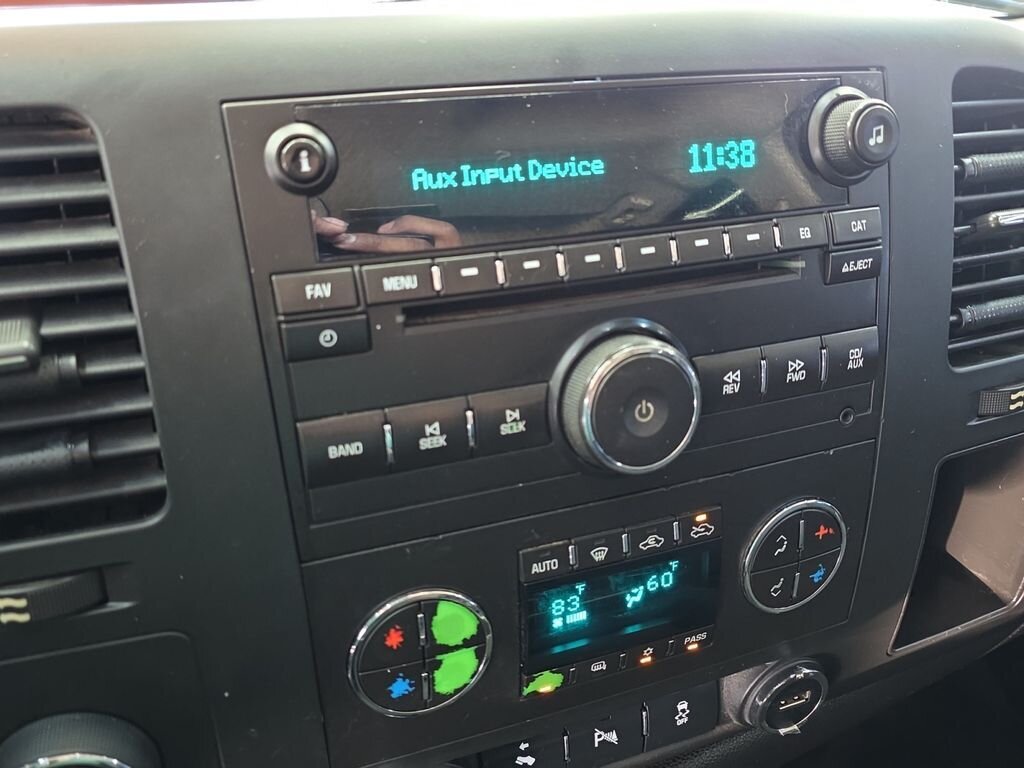 i
Aux Input Device 11:38
FAV
MENU
EQ
CAT
EJECT
BAND
SEEK
REV
FWD
CD/
AUX
AUTO
83°F
60°F
PASS
OFF